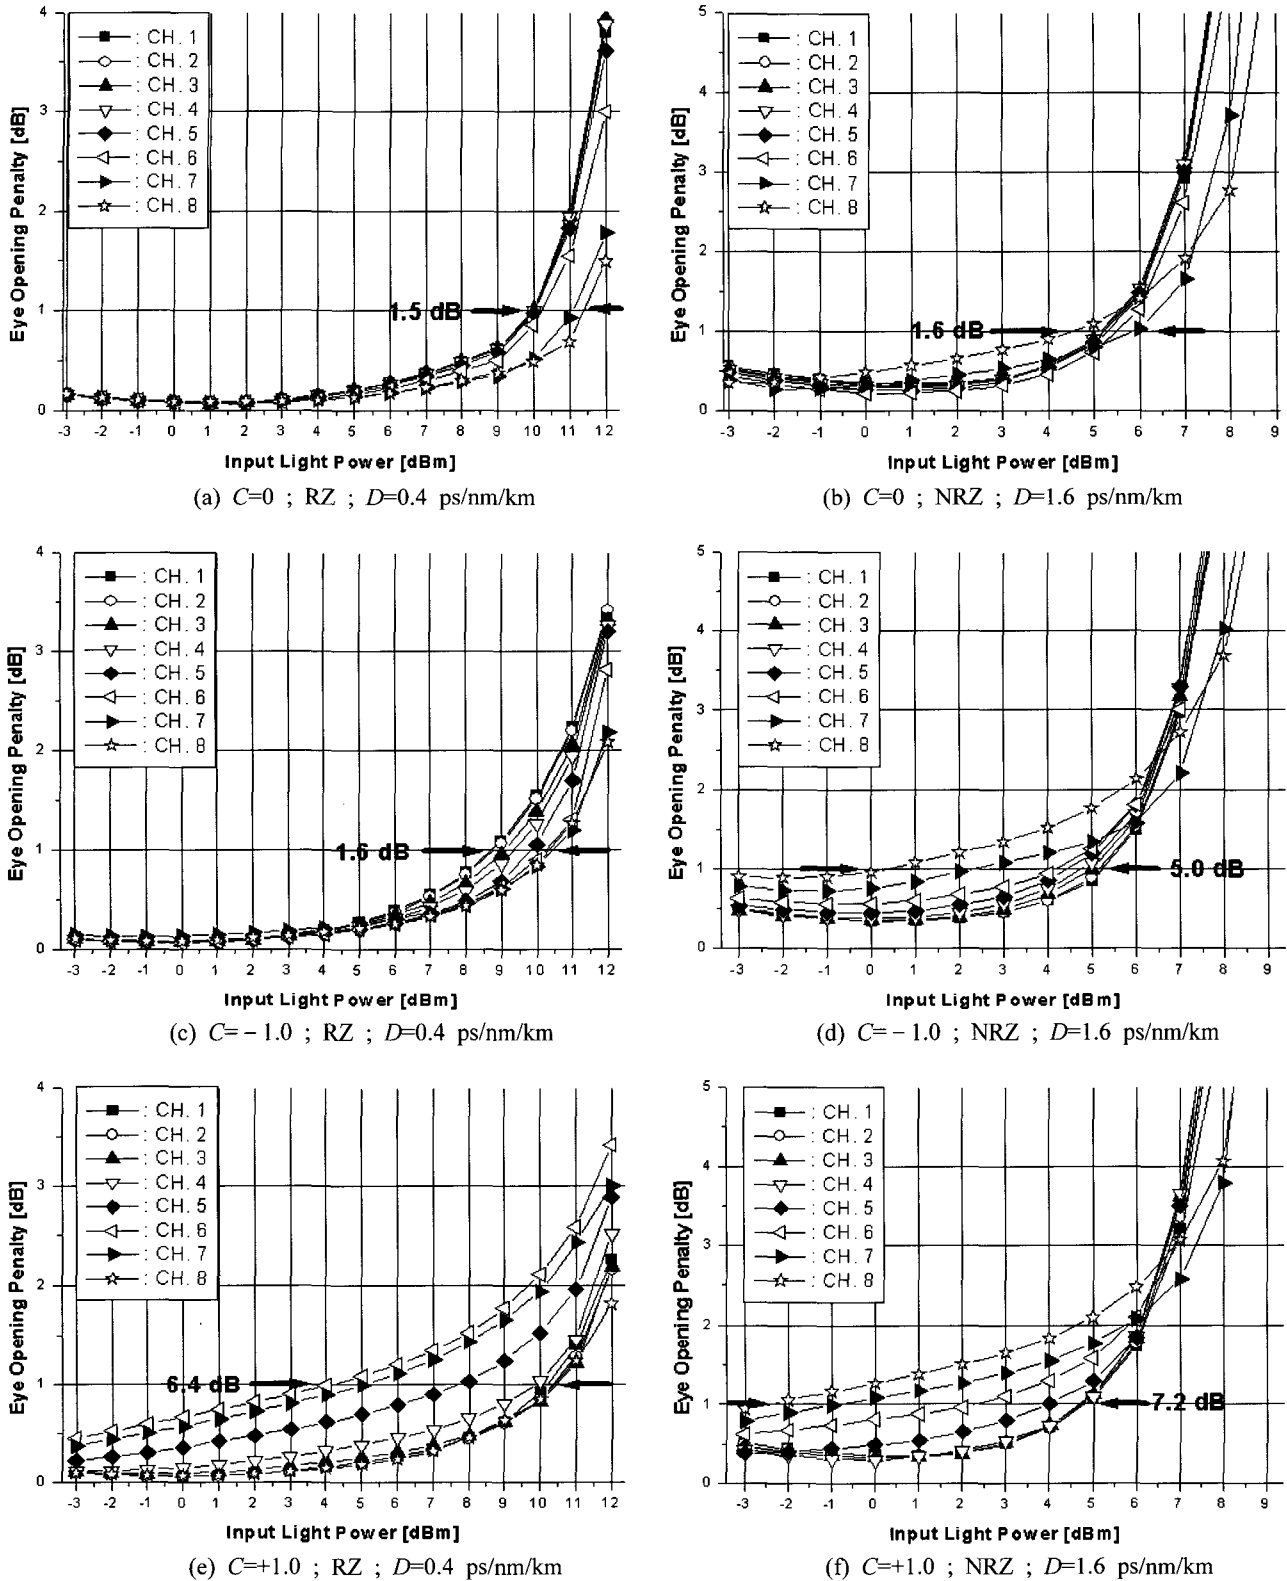 Eye Opening Penalty [dB]
4
3
2
1
0
: CH. 1
: CH. 2
: CH. 3
: CH. 4
: CH. 5
: CH. 6
: CH. 7
: CH. 8
1.5 dB
-3 -2 -1 0 1 2 3 4 5 6 7 8 9 10 11 12
Input Light Power [dBm]
(a) C=0 ; RZ ; D=0.4 ps/nm/km
Eye Opening Penalty [dB]
5
4
3
2
1
0
: CH. 1
: CH. 2
: CH. 3
: CH. 4
: CH. 5
: CH. 6
: CH. 7
: CH. 8
1.6 dB
-3 -2 -1 0 1 2 3 4 5 6 7 8 9
Input Light Power [dBm]
(b) C=0 ; NRZ ; D=1.6 ps/nm/km
Eye Opening Penalty [dB]
4
3
2
1
0
: CH. 1
: CH. 2
: CH. 3
: CH. 4
: CH. 5
: CH. 6
: CH. 7
: CH. 8
1.6 dB
-3 -2 -1 0 1 2 3 4 5 6 7 8 9 10 11 12
Input Light Power [dBm]
(c) C=−1.0 ; RZ ; D=0.4 ps/nm/km
Eye Opening Penalty [dB]
5
4
3
2
1
0
: CH. 1
: CH. 2
: CH. 3
: CH. 4
: CH. 5
: CH. 6
: CH. 7
: CH. 8
5.0 dB
-3 -2 -1 0 1 2 3 4 5 6 7 8 9
Input Light Power [dBm]
(d) C=−1.0 ; NRZ ; D=1.6 ps/nm/km
Eye Opening Penalty [dB]
4
3
2
1
0
: CH. 1
: CH. 2
: CH. 3
: CH. 4
: CH. 5
: CH. 6
: CH. 7
: CH. 8
6.4 dB
-3 -2 -1 0 1 2 3 4 5 6 7 8 9 10 11 12
Input Light Power [dBm]
(e) C=+1.0 ; RZ ; D=0.4 ps/nm/km
Eye Opening Penalty [dB]
5
4
3
2
1
0
: CH. 1
: CH. 2
: CH. 3
: CH. 4
: CH. 5
: CH. 6
: CH. 7
: CH. 8
7.2 dB
-3 -2 -1 0 1 2 3 4 5 6 7 8 9
Input Light Power [dBm]
(f) C=+1.0 ; NRZ ; D=1.6 ps/nm/km